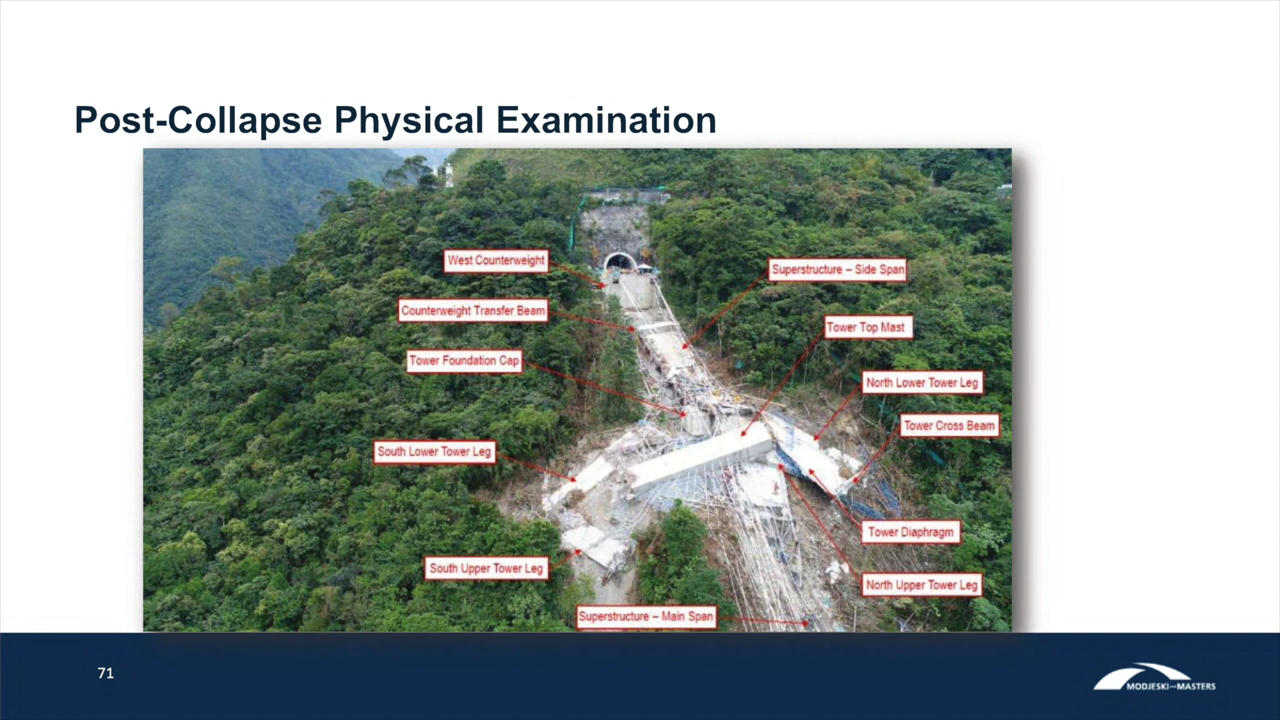 Post-Collapse Physical Examination
West Counterweight
Superstructure – Side Span
Counterweight Transfer Beam
Tower Top Mast
Tower Foundation Cap
North Lower Tower Leg
Tower Cross Beam
South Lower Tower Leg
Tower Diaphragm
South Upper Tower Leg
North Upper Tower Leg
Superstructure – Main Span
71
MODJESKI and MASTERS